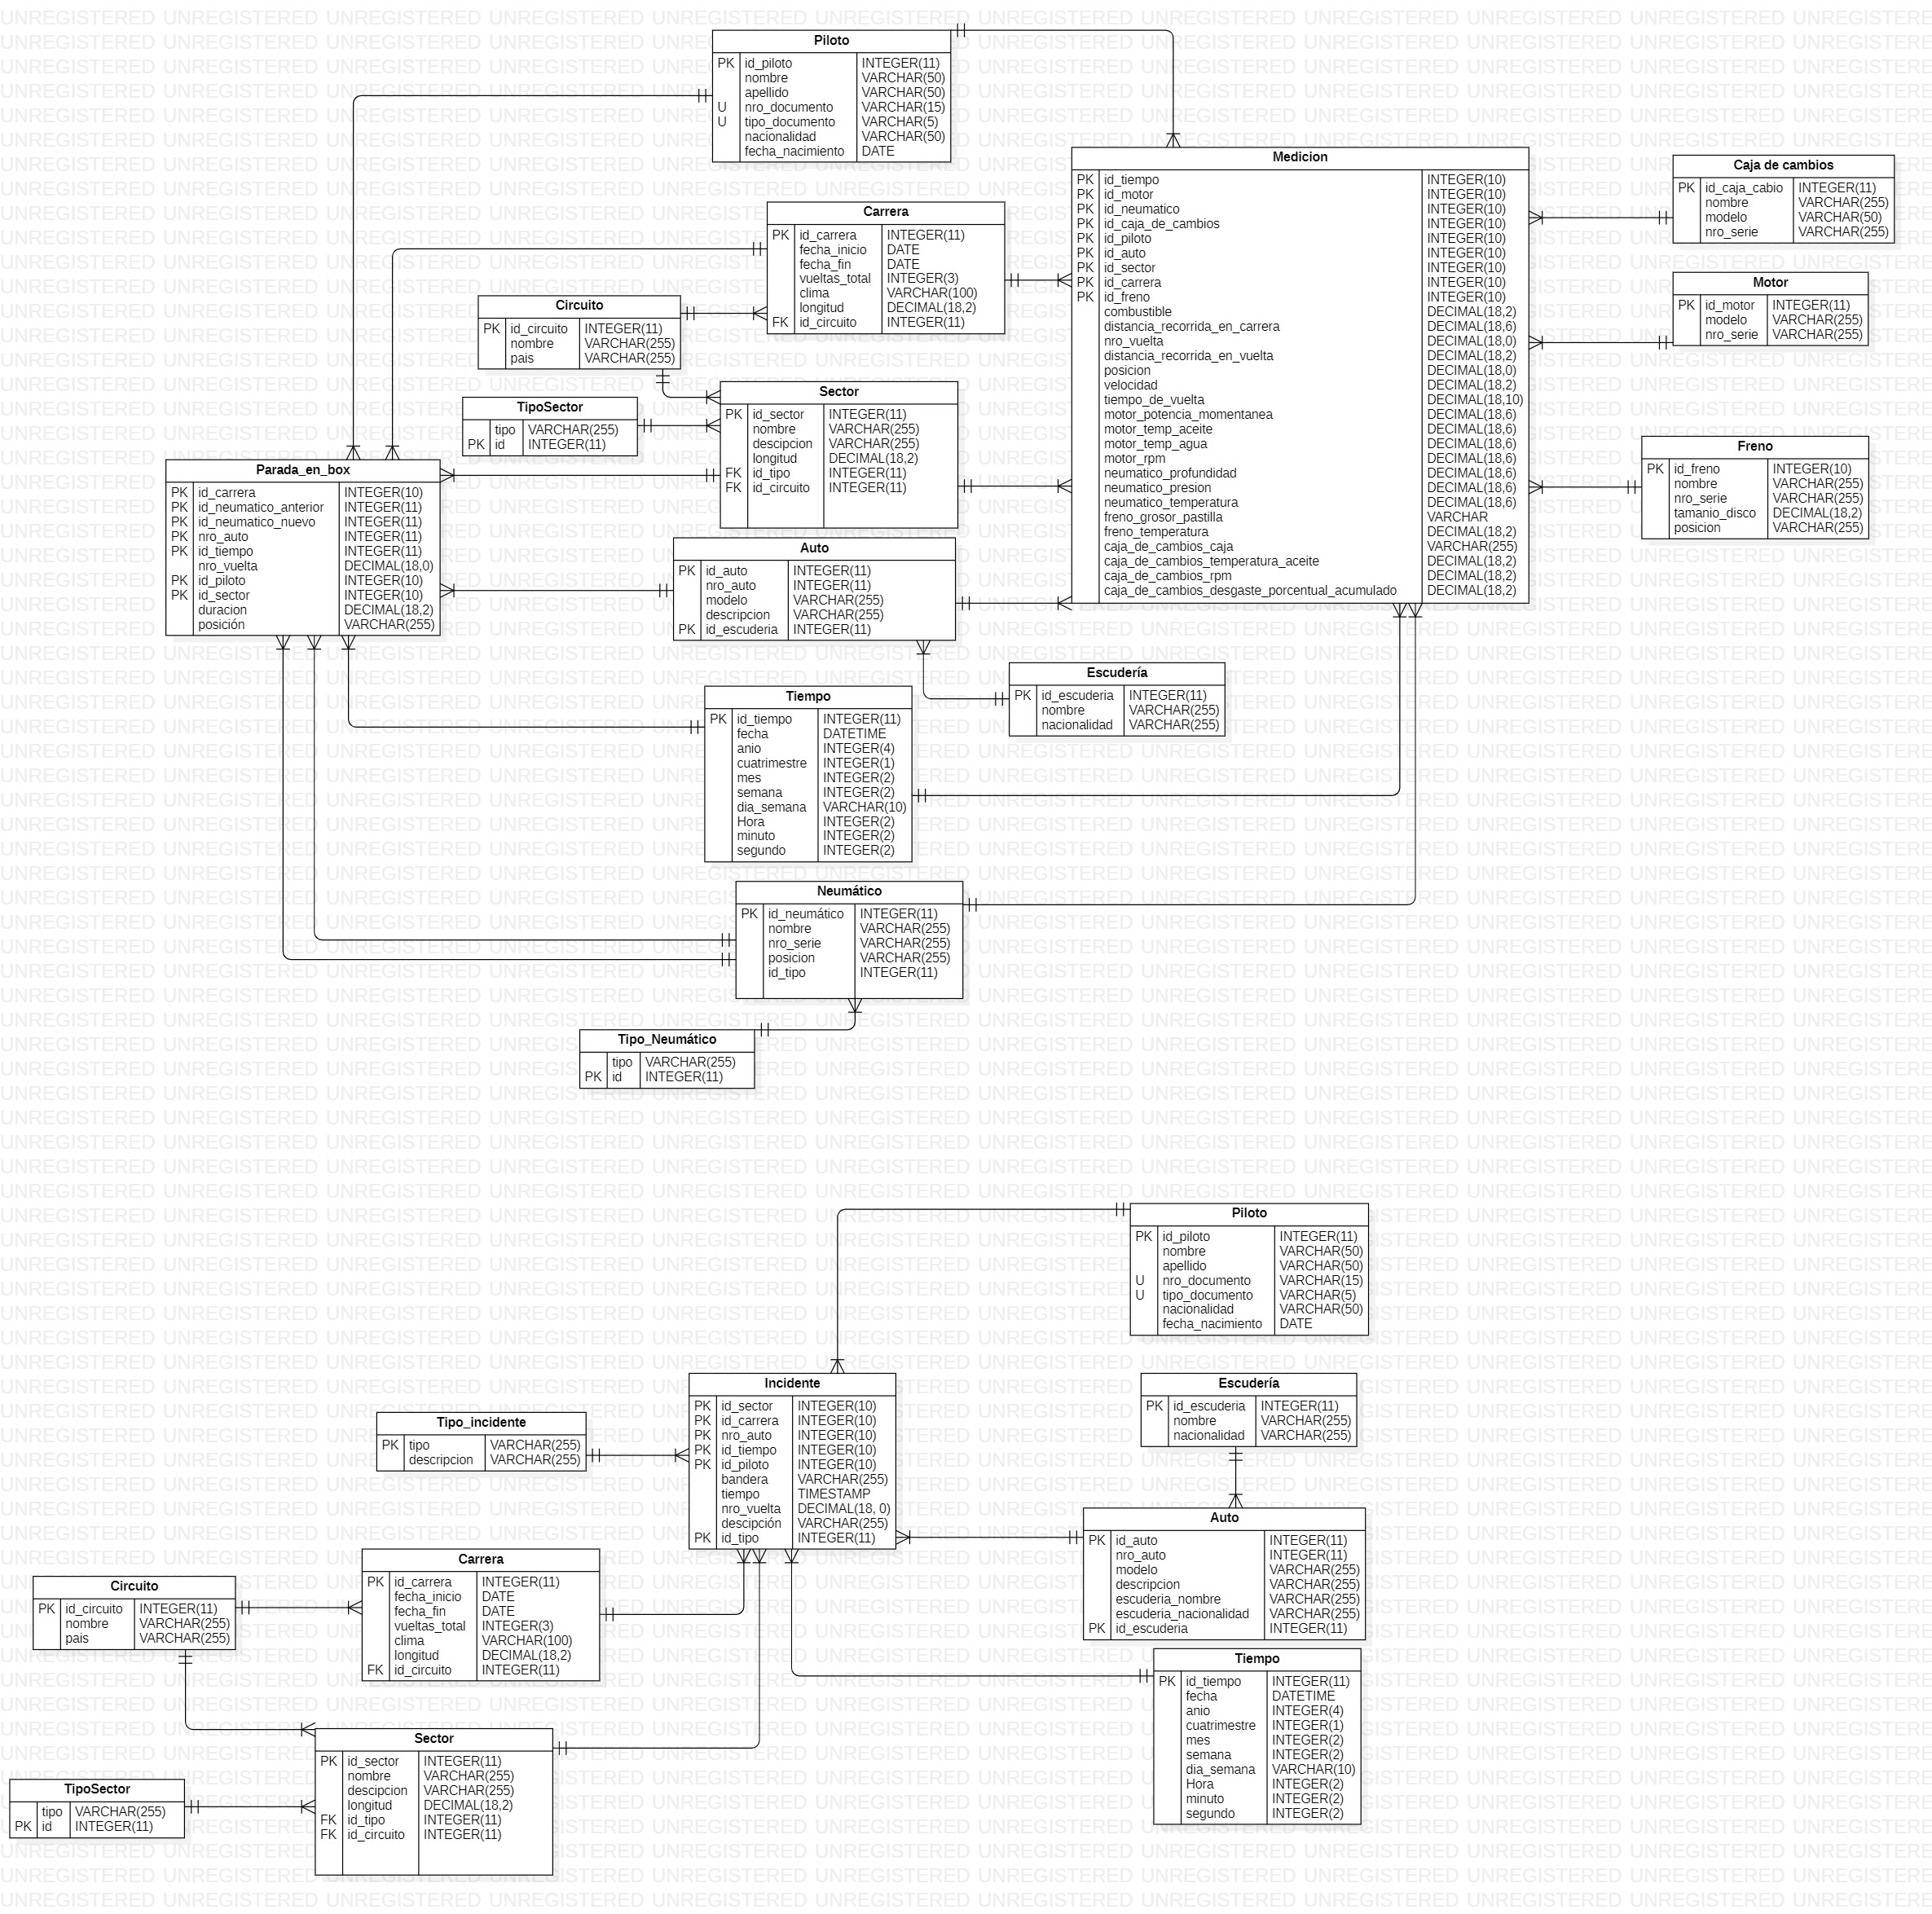 Piloto
PK id_piloto INTEGER(11)
nombre VARCHAR(50)
apellido VARCHAR(50)
U nro_documento VARCHAR(15)
U tipo_documento VARCHAR(5)
nacionalidad VARCHAR(50)
fecha_nacimiento DATE
Medicion
PK id_tiempo INTEGER(10)
PK id_motor INTEGER(10)
PK id_neumatico INTEGER(10)
PK id_caja_de_cambios INTEGER(10)
PK id_piloto INTEGER(10)
PK id_auto INTEGER(10)
PK id_sector INTEGER(10)
PK id_carrera INTEGER(10)
PK id_freno INTEGER(10)
combustible DECIMAL(18,2)
distancia_recorrida_en_carrera DECIMAL(18,6)
nro_vuelta DECIMAL(18,0)
distancia_recorrida_en_vuelta DECIMAL(18,2)
posicion DECIMAL(18,0)
velocidad DECIMAL(18,2)
tiempo_de_vuelta DECIMAL(18,10)
motor_potencia_momentanea DECIMAL(18,6)
motor_temp_aceite DECIMAL(18,6)
motor_temp_agua DECIMAL(18,6)
motor_rpm DECIMAL(18,6)
neumatico_profundidad DECIMAL(18,6)
neumatico_presion DECIMAL(18,6)
neumatico_temperatura DECIMAL(18,6)
freno_grosor_pastilla VARCHAR
freno_temperatura DECIMAL(18,2)
caja_de_cambios_caja VARCHAR(255)
caja_de_cambios_temperatura_aceite DECIMAL(18,2)
caja_de_cambios_rpm DECIMAL(18,2)
caja_de_cambios_desgaste_porcentual_acumulado DECIMAL(18,2)
Caja de cambios
PK id_caja_cabio INTEGER(11)
nombre VARCHAR(255)
modelo VARCHAR(50)
nro_serie VARCHAR(255)
Carrera
PK id_carrera INTEGER(11)
fecha_inicio DATE
fecha_fin DATE
vueltas_total INTEGER(3)
clima VARCHAR(100)
longitud DECIMAL(18,2)
FK id_circuito INTEGER(11)
Motor
PK id_motor INTEGER(11)
modelo VARCHAR(255)
nro_serie VARCHAR(255)
Circuito
PK id_circuito INTEGER(11)
nombre VARCHAR(255)
pais VARCHAR(255)
Sector
PK id_sector INTEGER(11)
nombre VARCHAR(255)
descipcion VARCHAR(255)
longitud DECIMAL(18,2)
FK id_tipo INTEGER(11)
FK id_circuito INTEGER(11)
TipoSector
tipo VARCHAR(255)
PK id INTEGER(11)
Freno
PK id_freno INTEGER(10)
nombre VARCHAR(255)
nro_serie VARCHAR(255)
tamanio_disco DECIMAL(18,2)
posicion VARCHAR(255)
Parada_en_box
PK id_carrera INTEGER(10)
PK id_neumatico_anterior INTEGER(11)
PK id_neumatico_nuevo INTEGER(11)
PK nro_auto INTEGER(11)
PK id_tiempo INTEGER(11)
nro_vuelta DECIMAL(18,0)
PK id_piloto INTEGER(10)
PK id_sector INTEGER(10)
duracion DECIMAL(18,2)
posición VARCHAR(255)
Auto
PK id_auto INTEGER(11)
nro_auto INTEGER(11)
modelo VARCHAR(255)
descripcion VARCHAR(255)
PK id_escuderia INTEGER(11)
Escudería
PK id_escuderia INTEGER(11)
nombre VARCHAR(255)
nacionalidad VARCHAR(255)
Tiempo
PK id_tiempo INTEGER(11)
fecha DATETIME
anio INTEGER(4)
cuatrimestre INTEGER(1)
mes INTEGER(2)
semana INTEGER(2)
dia_semana VARCHAR(10)
Hora INTEGER(2)
minuto INTEGER(2)
segundo INTEGER(2)
Neumático
PK id_neumático INTEGER(11)
nombre VARCHAR(255)
nro_serie VARCHAR(255)
posicion VARCHAR(255)
id_tipo INTEGER(11)
Tipo_Neumático
tipo VARCHAR(255)
PK id INTEGER(11)
Piloto
PK id_piloto INTEGER(11)
nombre VARCHAR(50)
apellido VARCHAR(50)
U nro_documento VARCHAR(15)
U tipo_documento VARCHAR(5)
nacionalidad VARCHAR(50)
fecha_nacimiento DATE
Incidente
PK id_sector INTEGER(10)
PK id_carrera INTEGER(10)
PK nro_auto INTEGER(10)
PK id_tiempo INTEGER(10)
PK id_piloto INTEGER(10)
bandera VARCHAR(255)
tiempo TIMESTAMP
nro_vuelta DECIMAL(18, 0)
descipción VARCHAR(255)
PK id_tipo INTEGER(11)
Escudería
PK id_escuderia INTEGER(11)
nombre VARCHAR(255)
nacionalidad VARCHAR(255)
Tipo_incidente
PK tipo VARCHAR(255)
descripcion VARCHAR(255)
Auto
PK id_auto INTEGER(11)
nro_auto INTEGER(11)
modelo VARCHAR(255)
descripcion VARCHAR(255)
escuderia_nombre VARCHAR(255)
escuderia_nacionalidad VARCHAR(255)
PK id_escuderia INTEGER(11)
Carrera
PK id_carrera INTEGER(11)
fecha_inicio DATE
fecha_fin DATE
vueltas_total INTEGER(3)
clima VARCHAR(100)
longitud DECIMAL(18,2)
FK id_circuito INTEGER(11)
Circuito
PK id_circuito INTEGER(11)
nombre VARCHAR(255)
pais VARCHAR(255)
Tiempo
PK id_tiempo INTEGER(11)
fecha DATETIME
anio INTEGER(4)
cuatrimestre INTEGER(1)
mes INTEGER(2)
semana INTEGER(2)
dia_semana VARCHAR(10)
Hora INTEGER(2)
minuto INTEGER(2)
segundo INTEGER(2)
Sector
PK id_sector INTEGER(11)
nombre VARCHAR(255)
descipcion VARCHAR(255)
longitud DECIMAL(18,2)
FK id_tipo INTEGER(11)
FK id_circuito INTEGER(11)
TipoSector
tipo VARCHAR(255)
PK id INTEGER(11)
UNREGISTERED